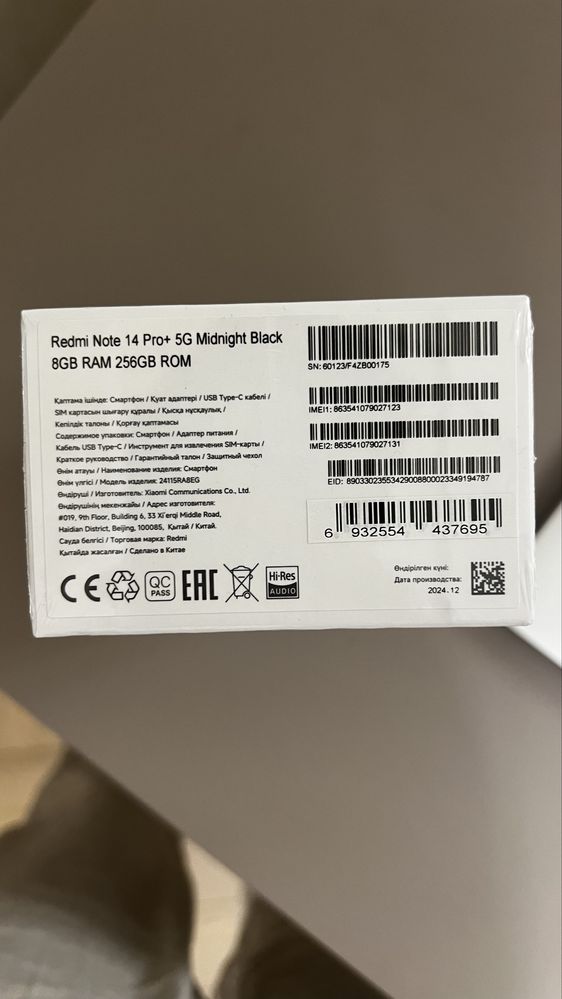 Redmi Note 14 Pro+ 5G Midnight Black
8GB RAM 256GB ROM
Қаптама ішінде: Смартфон / Қуат адаптері / USB Type-C кабелі /
SIM картасын шығару құралы / Қысқа нұсқаулық /
Кепілдік талоны / Қорғау қаптамасы
Содержимое упаковки: Смартфон / Адаптер питания /
Кабель USB Type-C / Инструмент для извлечения SIM-карты /
Краткое руководство / Гарантийный талон / Защитный чехол
Өнім атауы / Наименование изделия: Смартфон
Өнім үлгісі / Модель изделия: 24115RA8EG
Өндіруші / Изготовитель: Xiaomi Communications Co., Ltd.
Өндірушінің мекенжайы / Адрес изготовителя:
#019, 9th Floor, Building 6, 33 Xi'erqi Middle Road,
Haidian District, Beijing, 100085, Қытай / Китай.
Сауда белгісі / Торговая марка: Redmi
Қытайда жасалған / Сделано в Китае
CE
QC
PASS
EAC
Hi-Res
AUDIO
SN: 60123/F4ZB00175
IMEI1: 863541079027123
IMEI2: 863541079027131
EID: 89033023553429008800023349194787
6 932554 437695
Өндірілген күні:
Дата производства:
2024.12